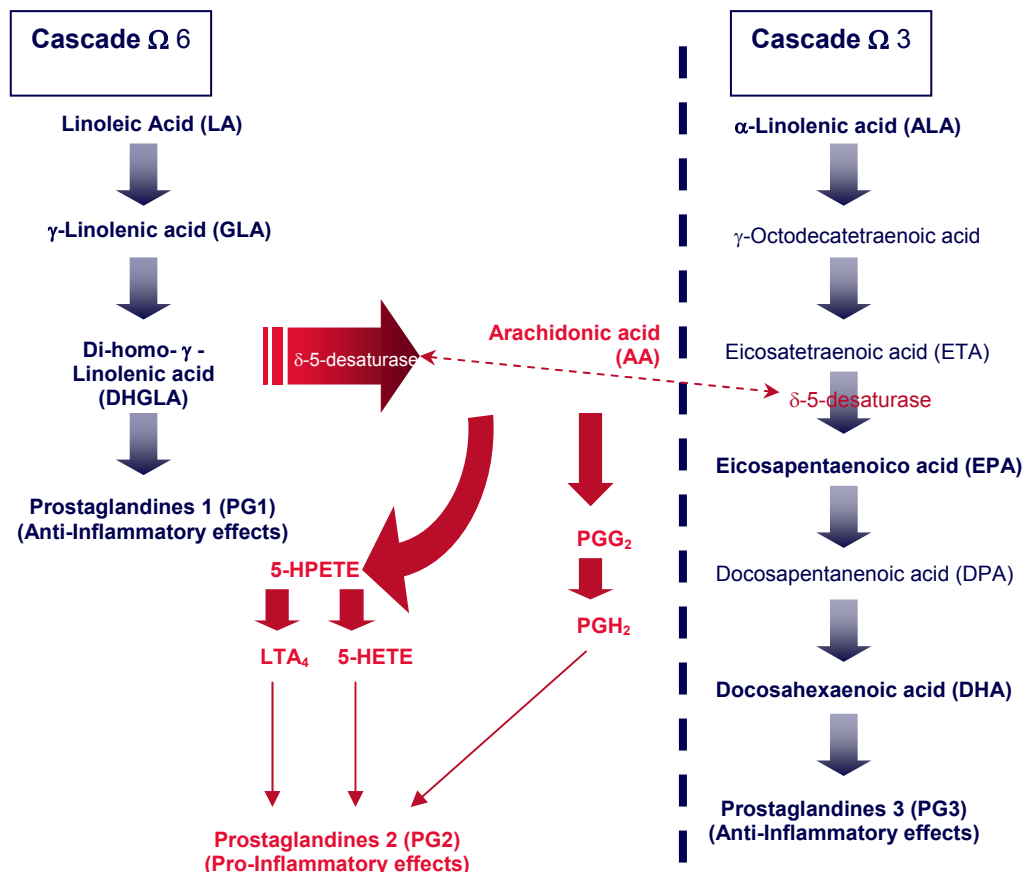 Cascade Ω 6
Linoleic Acid (LA)
γ-Linolenic acid (GLA)
Di-homo- γ -
Linolenic acid
(DHGLA)
Prostaglandines 1 (PG1)
(Anti-Inflammatory effects)
δ-5-desaturase
Arachidonic acid
(AA)
5-HPETE
LTA₄
5-HETE
PGG₂
PGH₂
Prostaglandines 2 (PG2)
(Pro-Inflammatory effects)
Cascade Ω 3
α-Linolenic acid (ALA)
γ-Octodecatetraenoic acid
Eicosatetraenoic acid (ETA)
δ-5-desaturase
Eicosapentaenoico acid (EPA)
Docosapentanenoic acid (DPA)
Docosahexaenoic acid (DHA)
Prostaglandines 3 (PG3)
(Anti-Inflammatory effects)